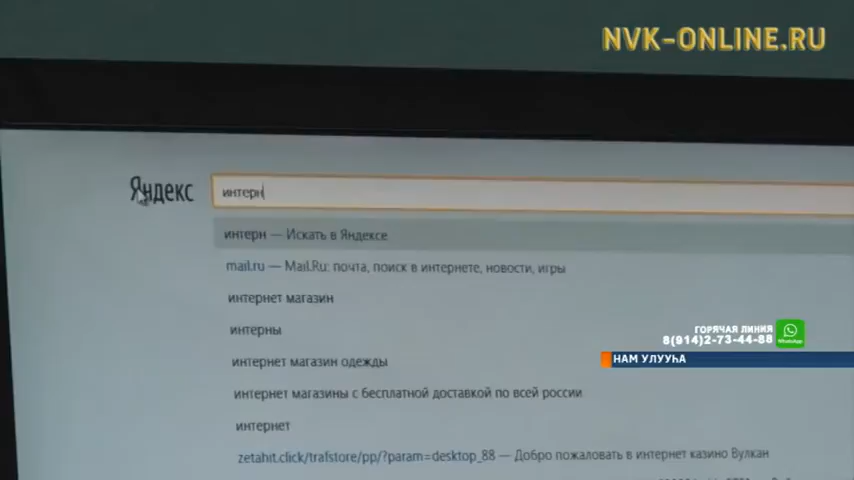 NVK-ONLINE.RU
Яндекс
интерн
интерн — Искать в Яндексе
mail.ru — Mail.Ru: почта, поиск в интернете, новости, игры
интернет магазин
интерны
ГОРЯЧАЯ ЛИНИЯ
8(914)2-73-44-88
WhatsApp
НАМ УЛУУҺА
интернет магазин одежды
интернет магазины с бесплатной доставкой по всей россии
интернет
zetahit.click/trafstore/pp/?param=desktop_88 — Добро пожаловать в интернет казино Вулкан